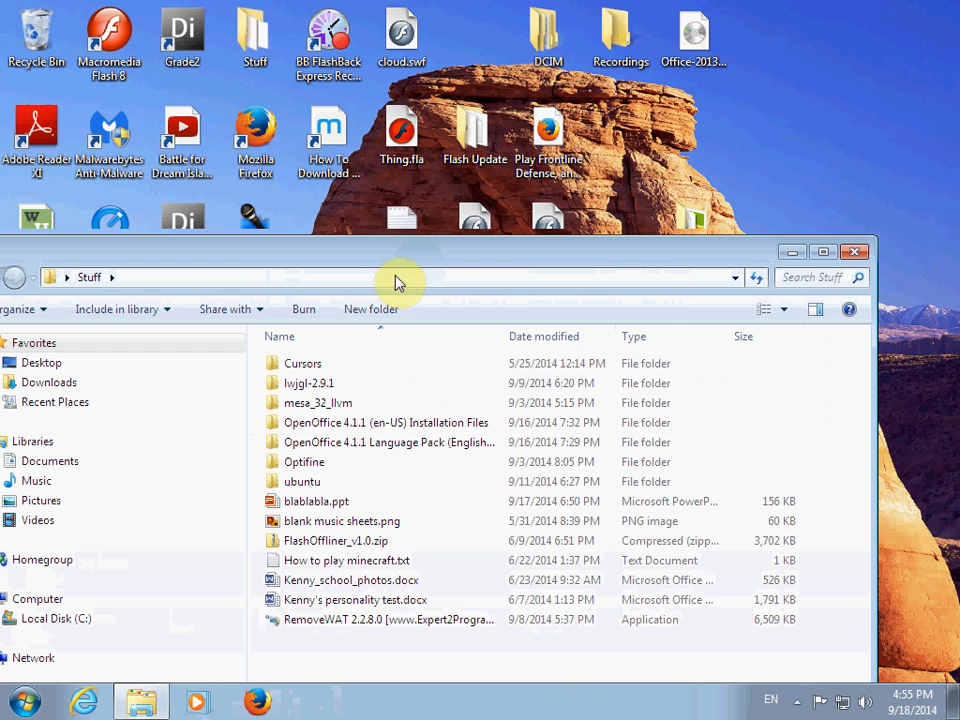 Recycle Bin
Macromedia
Flash 8
Di
Grade2
Stuff
BB FlashBack
Express Rec...
cloud.swf
DCIM
Recordings
Office-2013...
Adobe Reader
XI
Malwarebytes
Anti-Malware
Battle for
Dream Isla...
Mozilla
Firefox
m
How To
Download ...
Thing.fla
Flash Update
Play Frontline
Defense, an...
W
Di
Stuff
Search Stuff
rganize
Include in library
Share with
Burn
New folder
Favorites
Desktop
Downloads
Recent Places
Libraries
Documents
Music
Pictures
Videos
Homegroup
Computer
Local Disk (C:)
Network
Name Date modified Type Size
Cursors 5/25/2014 12:14 PM File folder
lwjgl-2.9.1 9/9/2014 6:20 PM File folder
mesa_32_llvm 9/3/2014 5:15 PM File folder
OpenOffice 4.1.1 (en-US) Installation Files 9/16/2014 7:32 PM File folder
OpenOffice 4.1.1 Language Pack (English... 9/16/2014 7:29 PM File folder
Optifine 9/3/2014 8:05 PM File folder
ubuntu 9/11/2014 6:27 PM File folder
blablabla.ppt 9/17/2014 6:50 PM Microsoft PowerP... 156 KB
blank music sheets.png 5/31/2014 8:39 PM PNG image 60 KB
FlashOffliner_v1.0.zip 6/9/2014 6:51 PM Compressed (zipp... 3,702 KB
How to play minecraft.txt 6/22/2014 1:37 PM Text Document 1 KB
Kenny_school_photos.docx 6/23/2014 9:32 AM Microsoft Office ... 526 KB
Kenny's personality test.docx 6/7/2014 1:13 PM Microsoft Office ... 1,791 KB
RemoveWAT 2.2.8.0 [www.Expert2Progra... 9/8/2014 5:37 PM Application 6,509 KB
EN
4:55 PM
9/18/2014